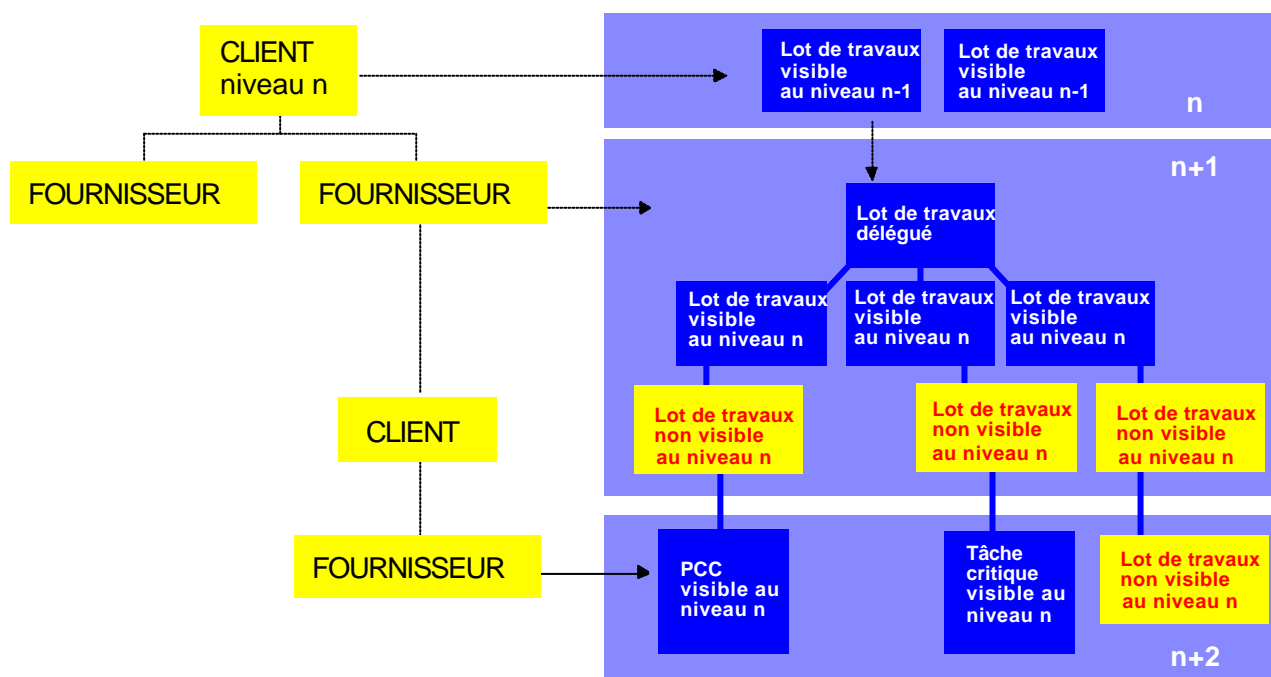 CLIENT
niveau n
Lot de travaux
visible
au niveau n-1
Lot de travaux
visible
au niveau n-1
n
FOURNISSEUR
FOURNISSEUR
n+1
Lot de travaux
délégué
Lot de travaux
visible
au niveau n
Lot de travaux
visible
au niveau n
Lot de travaux
visible
au niveau n
CLIENT
Lot de travaux
non visible
au niveau n
Lot de travaux
non visible
au niveau n
Lot de travaux
non visible
au niveau n
FOURNISSEUR
PCC
visible au
niveau n
Tâche
critique
visible au
niveau n
Lot de travaux
non visible
au niveau n
n+2